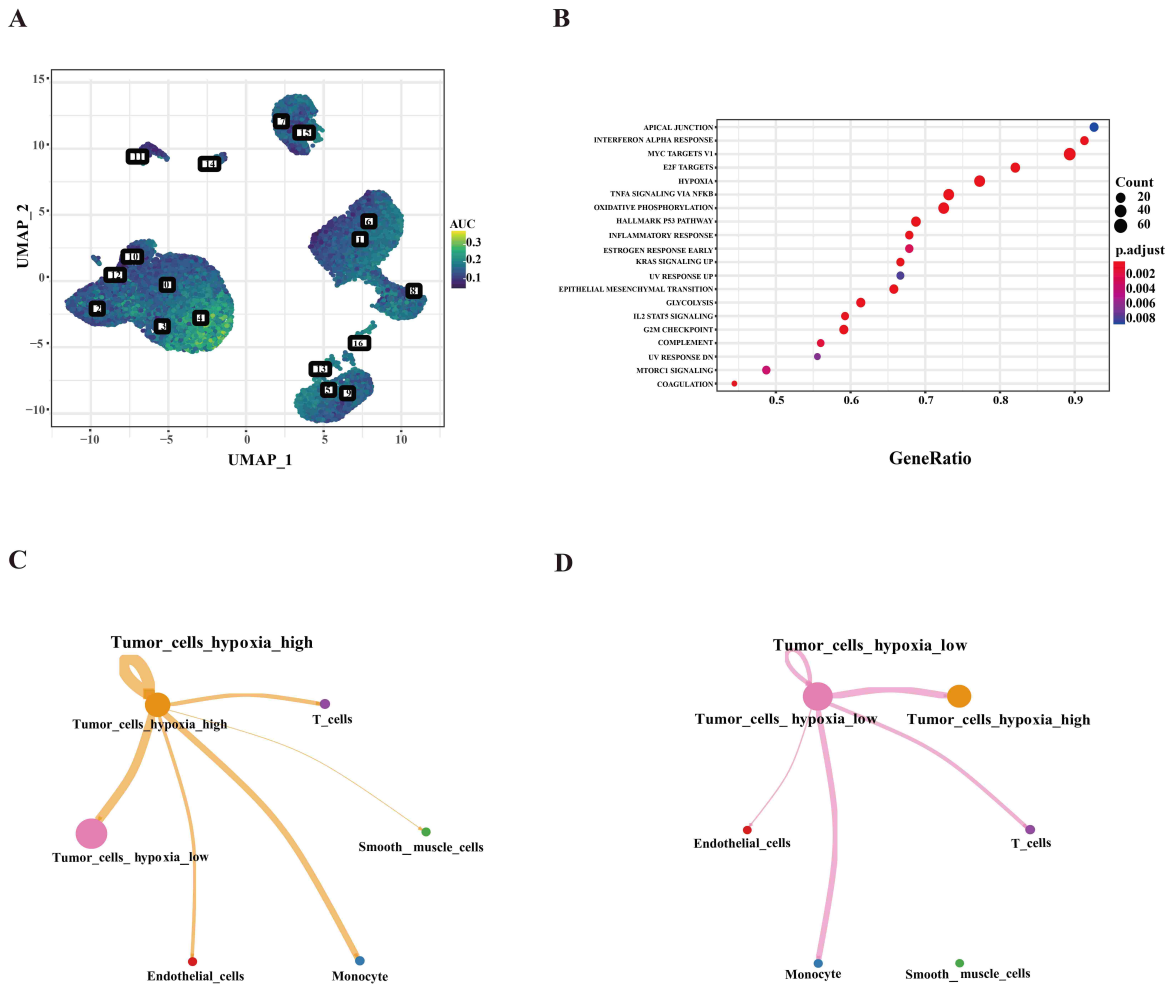 A
B
15
10
5
0
−5
−10
−10
−5
0
5
10
UMAP_2
UMAP_1
7
15
11
14
6
1
10
12
0
8
2
3
4
16
13
5
9
AUC
0.3
0.2
0.1
APICAL JUNCTION
INTERFERON ALPHA RESPONSE
MYC TARGETS V1
E2F TARGETS
HYPOXIA
TNFA SIGNALING VIA NFKB
OXIDATIVE PHOSPHORYLATION
HALLMARK P53 PATHWAY
INFLAMMATORY RESPONSE
ESTROGEN RESPONSE EARLY
KRAS SIGNALING UP
UV RESPONSE UP
EPITHELIAL MESENCHYMAL TRANSITION
GLYCOLYSIS
IL2 STAT5 SIGNALING
G2M CHECKPOINT
COMPLEMENT
UV RESPONSE DN
MTORC1 SIGNALING
COAGULATION
0.5
0.6
0.7
0.8
0.9
GeneRatio
Count
20
40
60
p.adjust
0.002
0.004
0.006
0.008
C
D
Tumor_cells_hypoxia_high
Tumor_cells_hypoxia_high
T_cells
Smooth_muscle_cells
Tumor_cells_ hypoxia_low
Endothelial_cells
Monocyte
Tumor_cells_hypoxia_low
Tumor_cells_ hypoxia_low
Tumor_cells_hypoxia_high
Endothelial_cells
T_cells
Monocyte
Smooth_muscle_cells